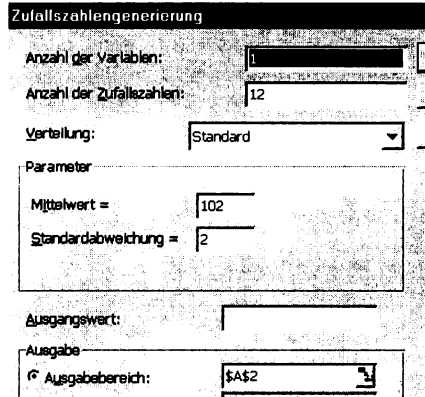 Zufallszahlengenerierung
Anzahl der Variablen: 1
Anzahl der Zufallszahlen: 12
Verteilung: Standard
Parameter
Mittelwert = 102
Standardabweichung = 2
Ausgangswert:
Ausgabe
Ausgabebereich: $A$2